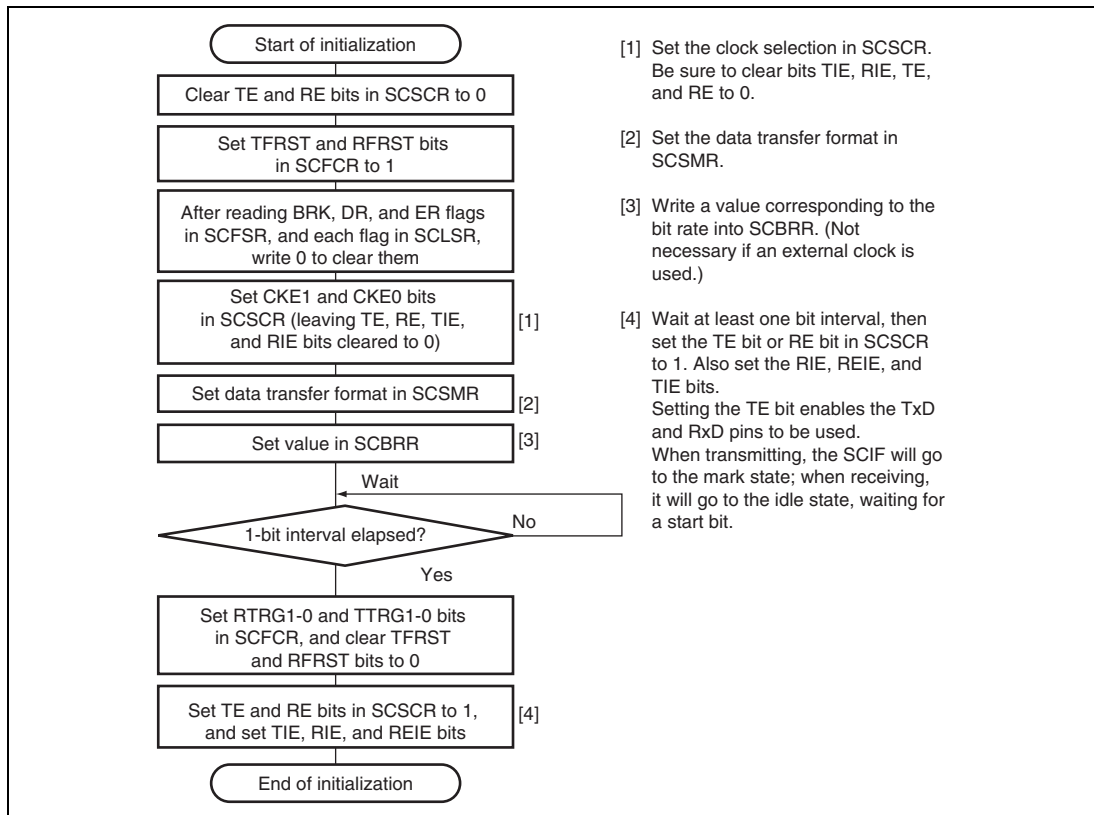 Start of initialization
Clear TE and RE bits in SCSCR to 0
Set TFRST and RFRST bits
in SCFCR to 1
After reading BRK, DR, and ER flags
in SCFSR, and each flag in SCLSR,
write 0 to clear them
Set CKE1 and CKE0 bits
in SCSCR (leaving TE, RE, TIE,
and RIE bits cleared to 0)
[1]
Set data transfer format in SCSMR
[2]
Set value in SCBRR
[3]
Wait
1-bit interval elapsed?
No
Yes
Set RTRG1-0 and TTRG1-0 bits
in SCFCR, and clear TFRST
and RFRST bits to 0
Set TE and RE bits in SCSCR to 1,
and set TIE, RIE, and REIE bits
[4]
End of initialization
[1] Set the clock selection in SCSCR.
Be sure to clear bits TIE, RIE, TE,
and RE to 0.
[2] Set the data transfer format in
SCSMR.
[3] Write a value corresponding to the
bit rate into SCBRR. (Not
necessary if an external clock is
used.)
[4] Wait at least one bit interval, then
set the TE bit or RE bit in SCSCR
to 1. Also set the RIE, REIE, and
TIE bits.
Setting the TE bit enables the TxD
and RxD pins to be used.
When transmitting, the SCIF will go
to the mark state; when receiving,
it will go to the idle state, waiting for
a start bit.